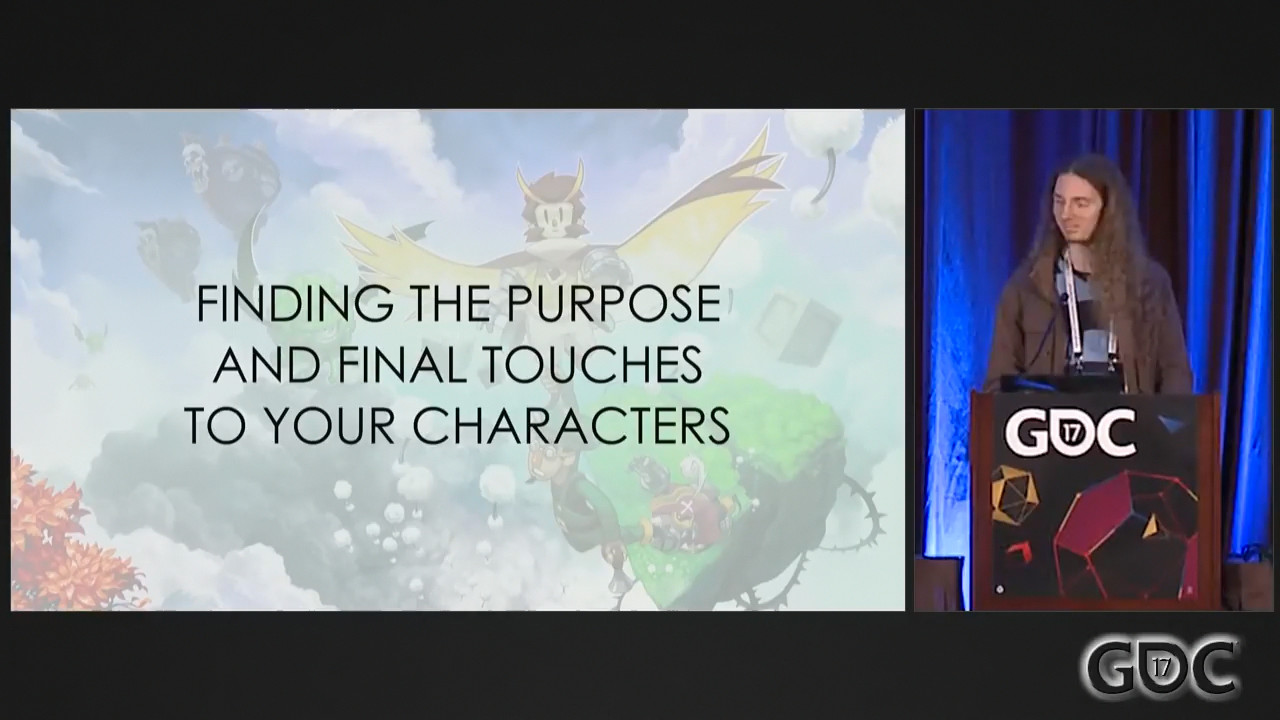 FINDING THE PURPOSE
AND FINAL TOUCHES
TO YOUR CHARACTERS
GDC
17
GDC
17